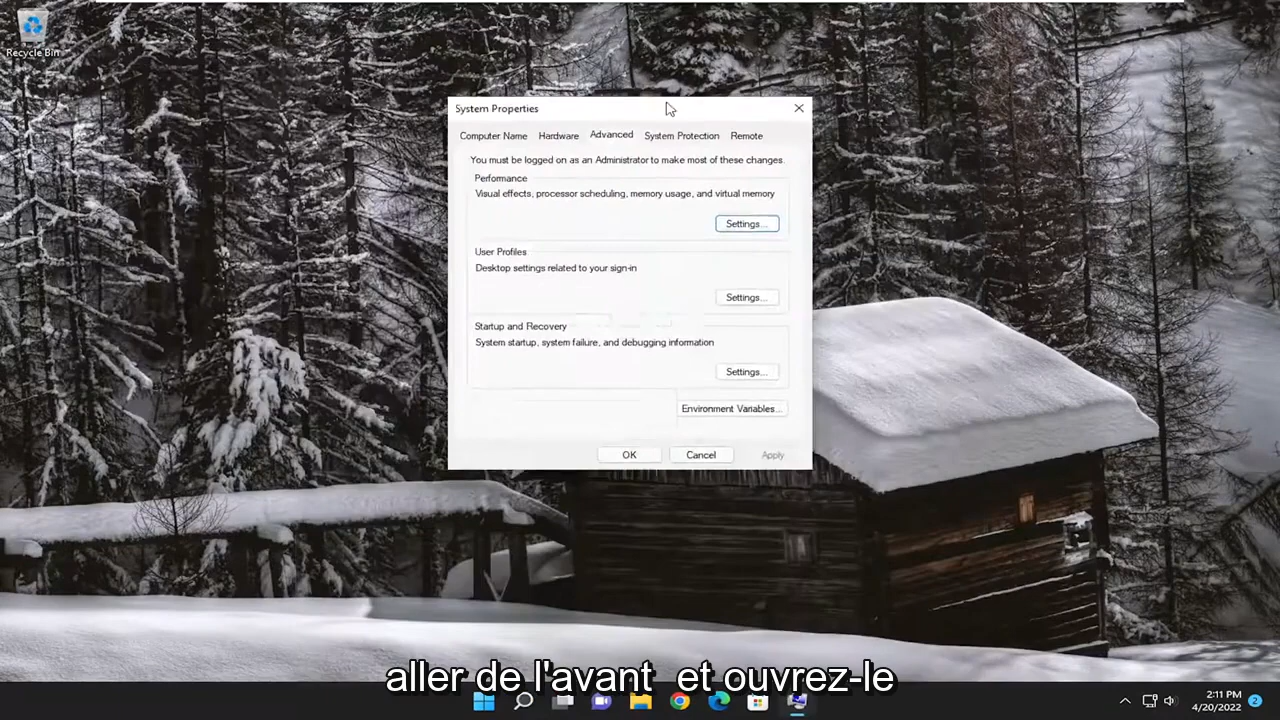 Recycle Bin
System Properties
Computer Name Hardware Advanced System Protection Remote
You must be logged on as an Administrator to make most of these changes.
Performance
Visual effects, processor scheduling, memory usage, and virtual memory
Settings...
User Profiles
Desktop settings related to your sign-in
Settings...
Startup and Recovery
System startup, system failure, and debugging information
Settings...
Environment Variables...
OK Cancel Apply
aller de l'avant et ouvrez-le
2:11 PM
4/20/2022
2